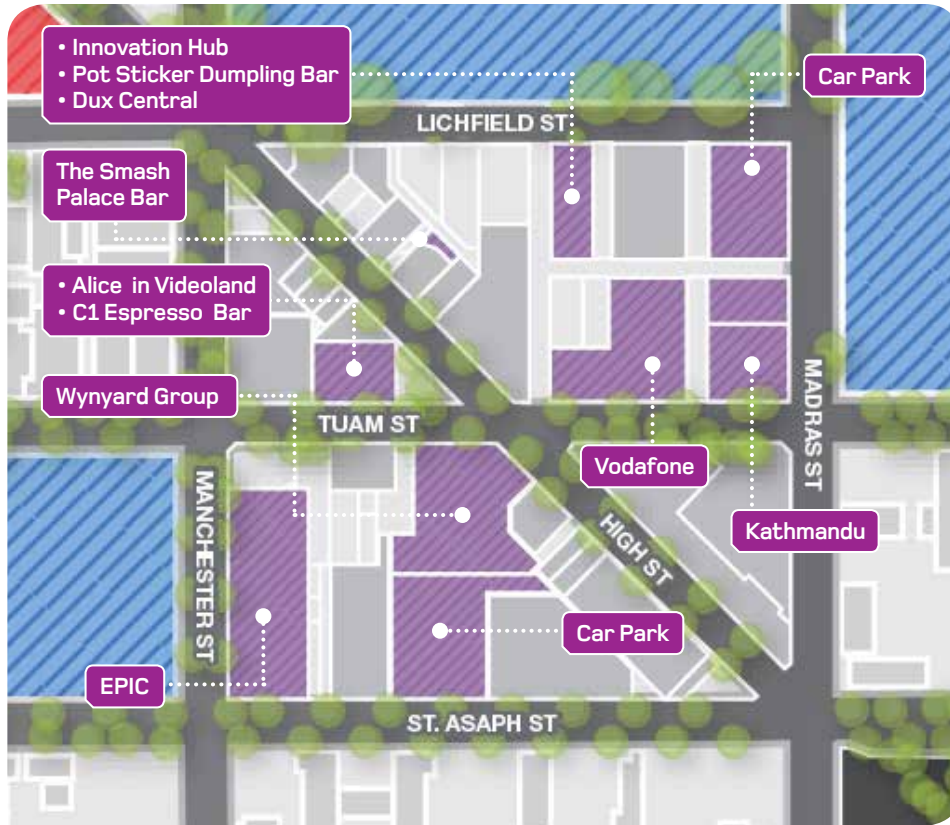 • Innovation Hub
• Pot Sticker Dumpling Bar
• Dux Central
Car Park
LICHFIELD ST
The Smash
Palace Bar
• Alice in Videoland
• C1 Espresso Bar
Wynyard Group
TUAM ST
MADRAS ST
Vodafone
MANCHESTER ST
HIGH ST
Kathmandu
Car Park
EPIC
ST. ASAPH ST